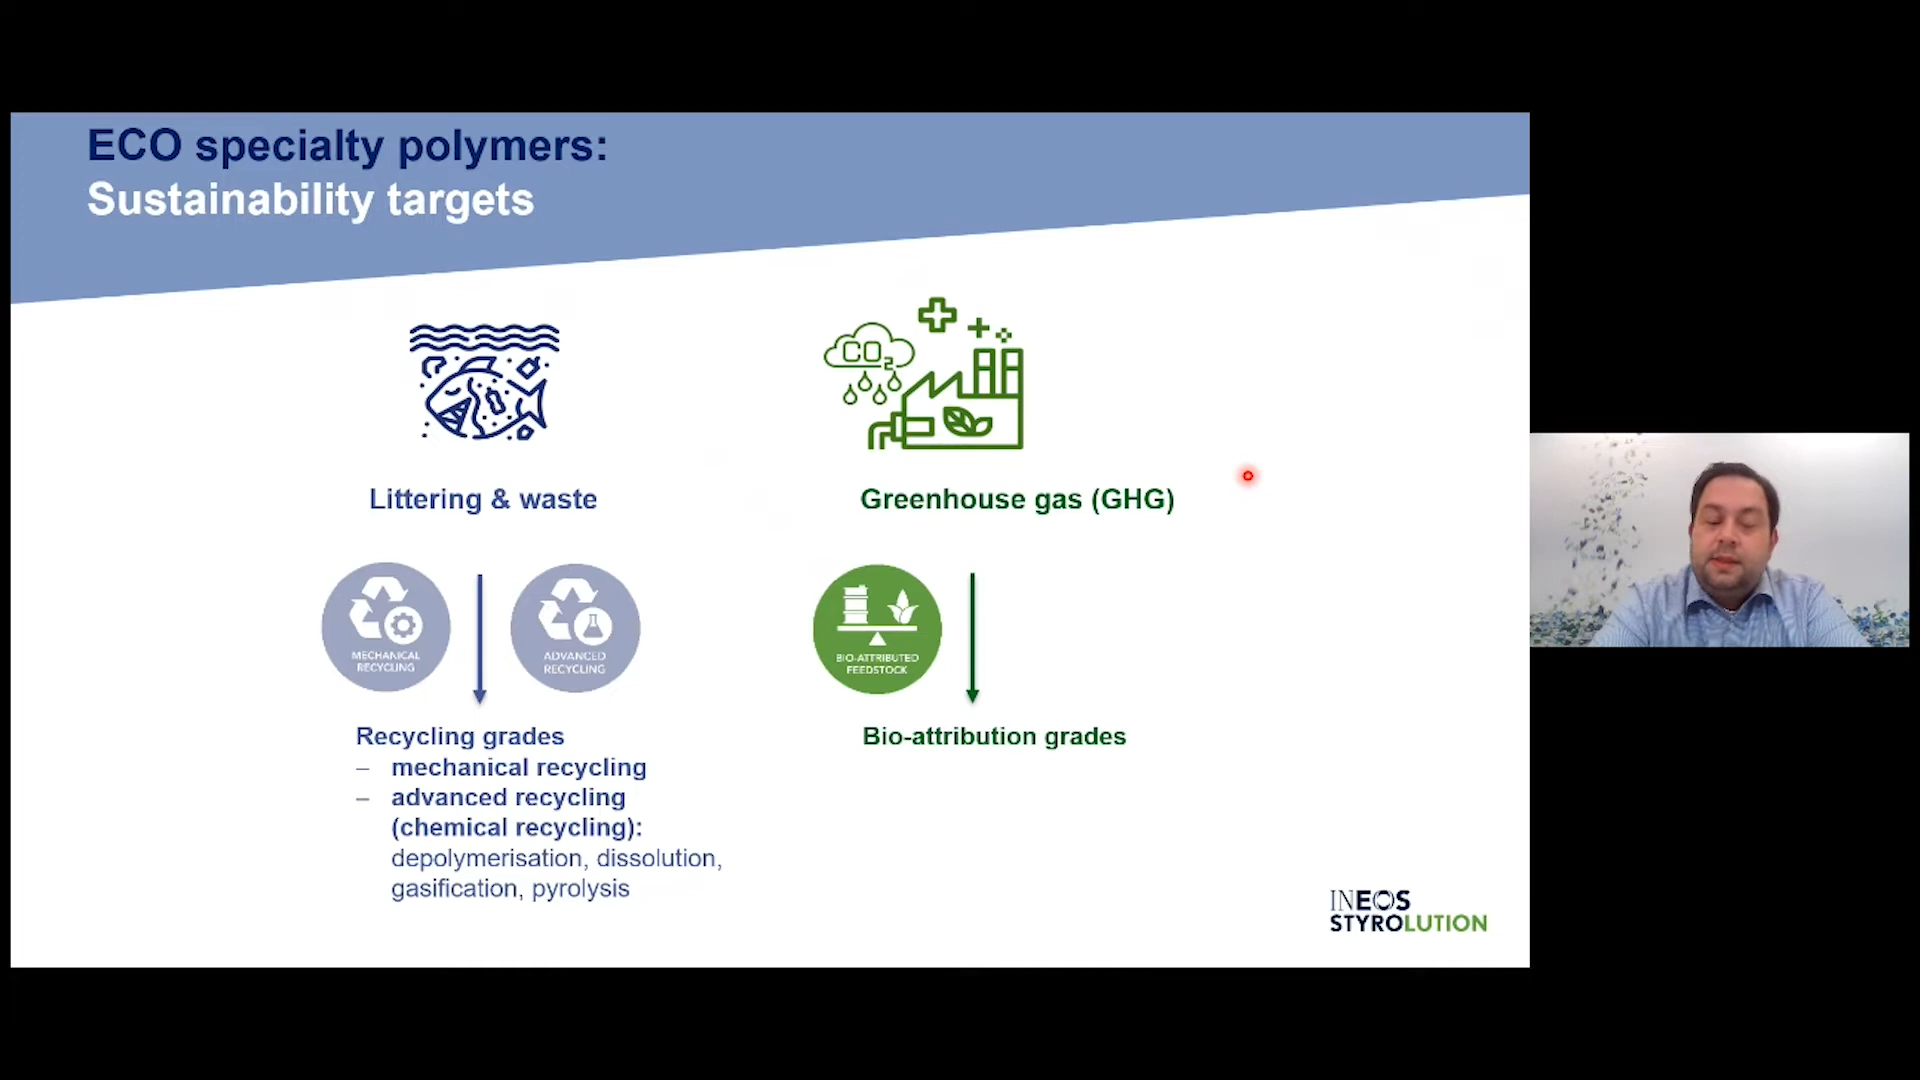 ECO specialty polymers:
Sustainability targets
CO2
Littering & waste
Greenhouse gas (GHG)
MECHANICAL
RECYCLING
ADVANCED
RECYCLING
BIO-ATTRIBUTED
FEEDSTOCK
Recycling grades
– mechanical recycling
– advanced recycling
(chemical recycling):
depolymerisation, dissolution,
gasification, pyrolysis
Bio-attribution grades
INEOS
STYROLUTION